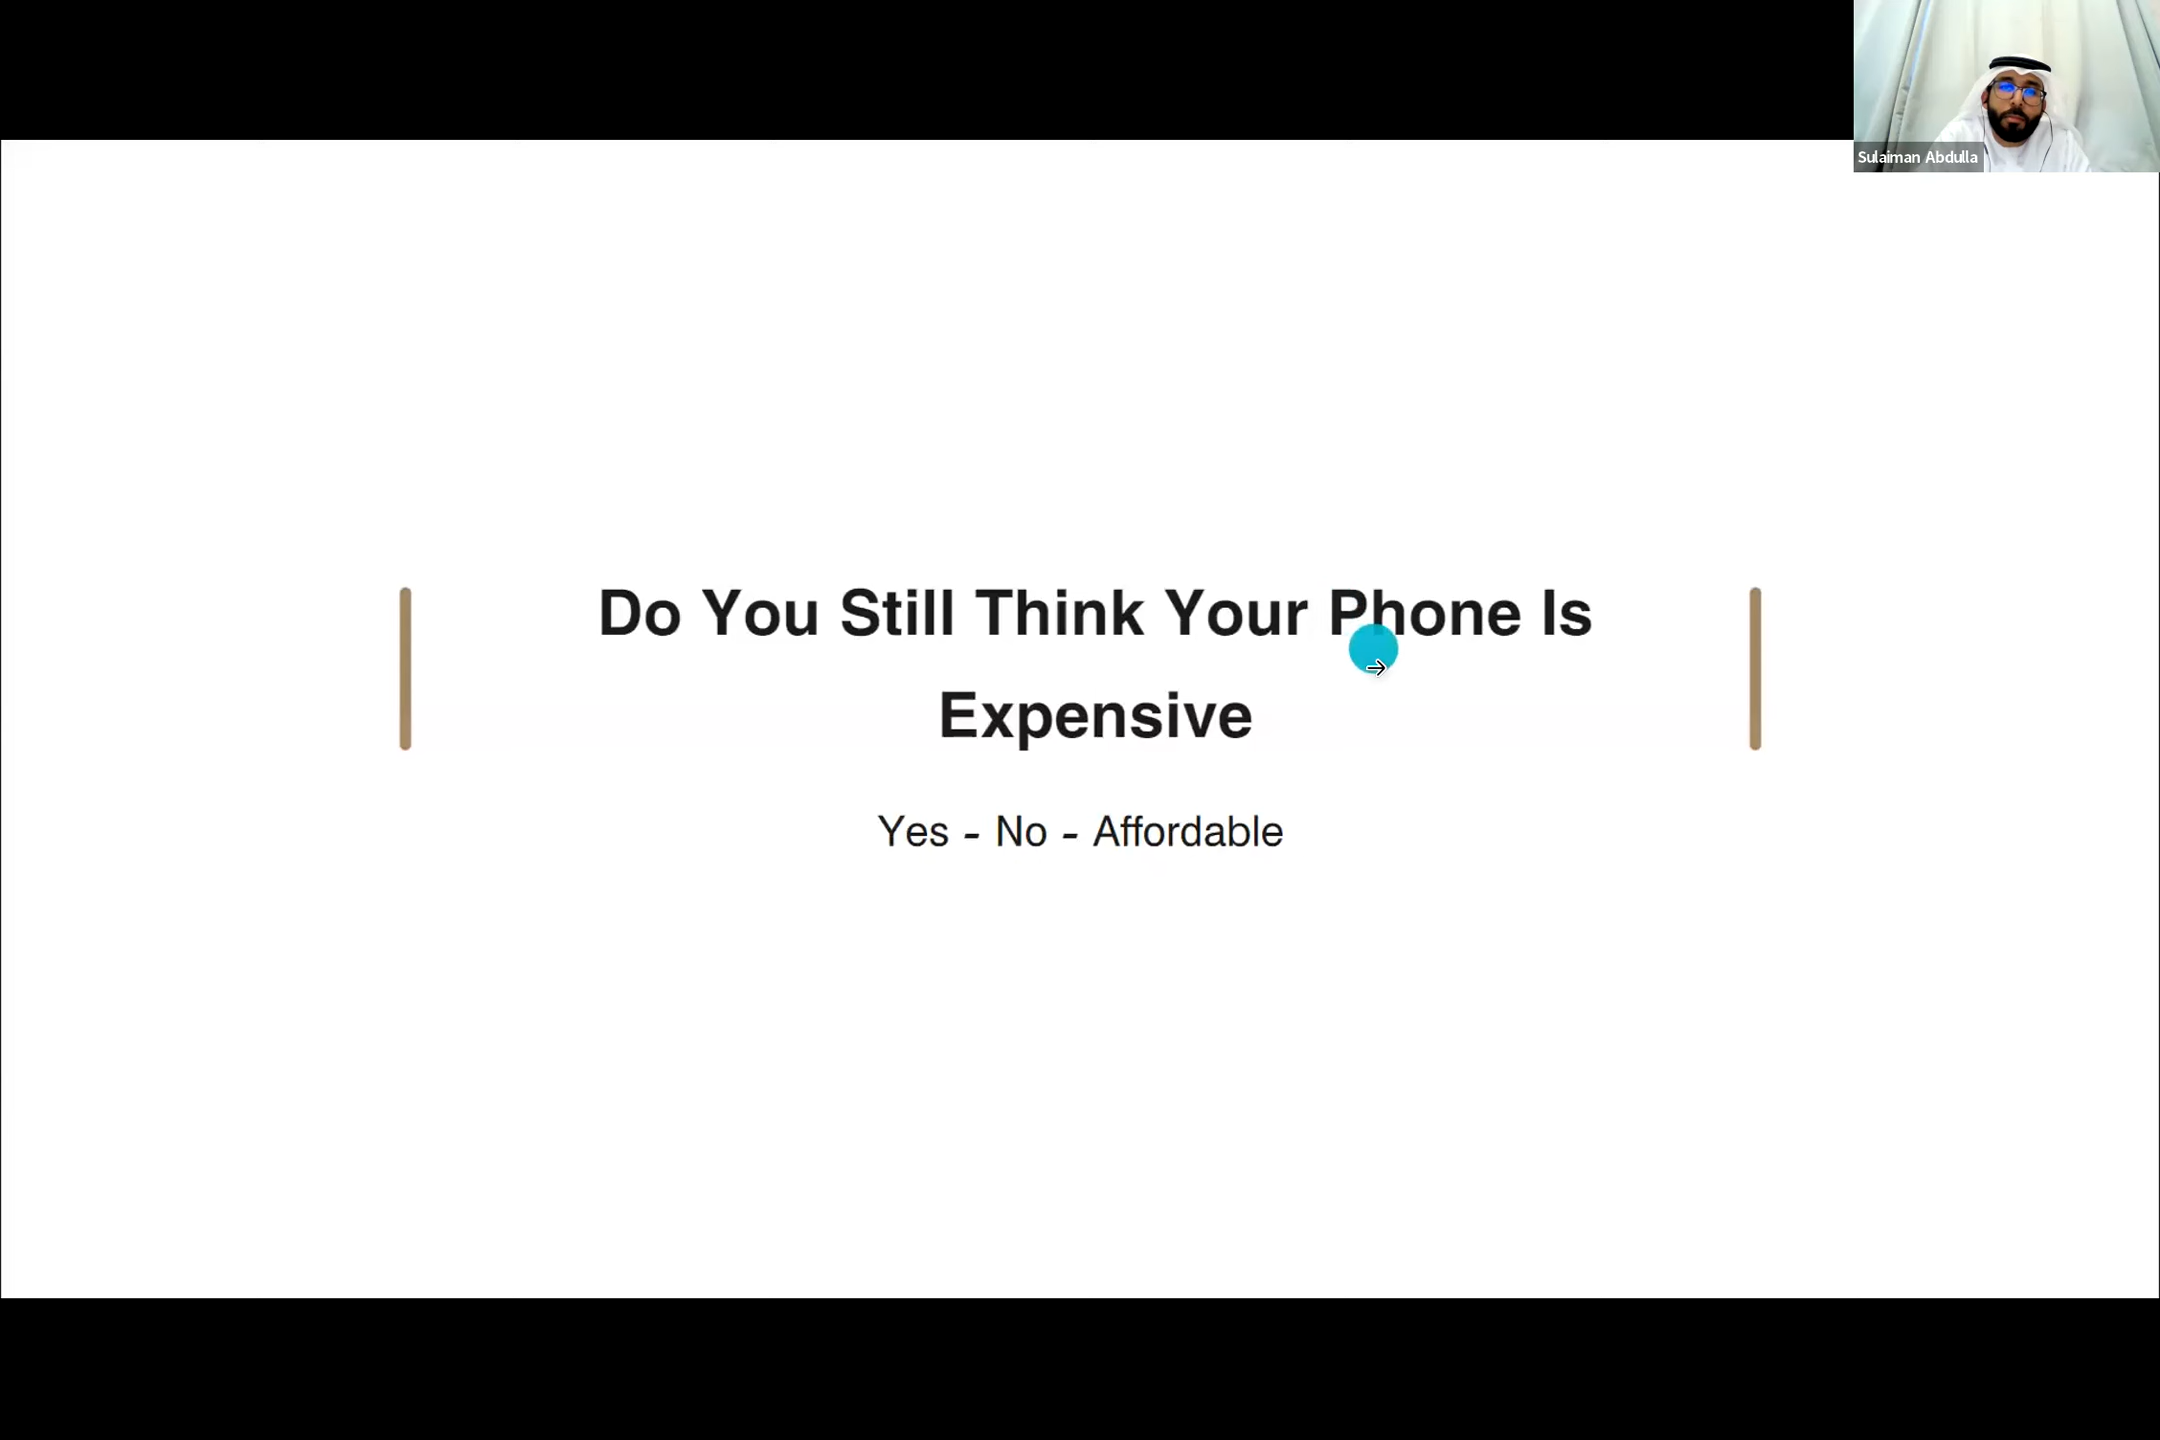 Sulaiman Abdulla
Do You Still Think Your Phone Is
Expensive
Yes - No - Affordable